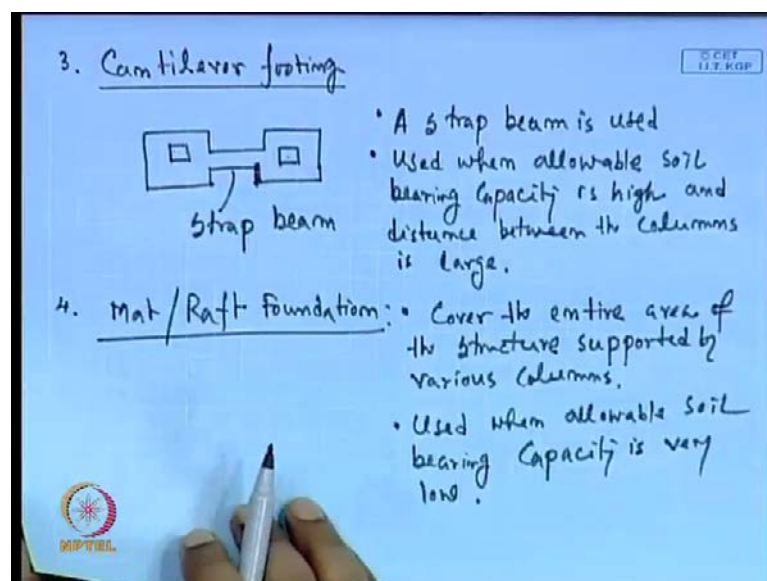 3. Cantilever footing
© CET
I.I.T. KGP
• A strap beam is used
• Used when allowable soil
bearing capacity is high and
distance between the columns
is large.
strap beam
4. Mat/Raft Foundation: • Cover the entire area of
the structure supported by
various columns.
• Used when allowable soil
bearing capacity is very
low.
NPTEL